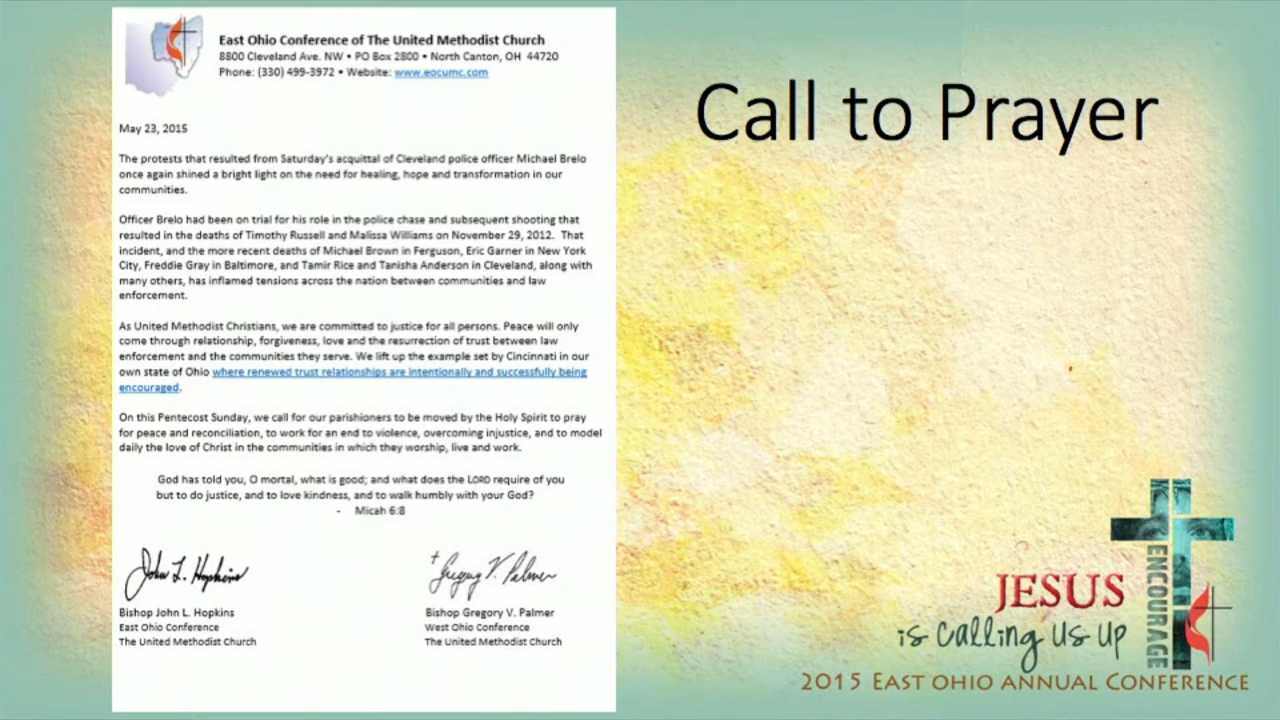 East Ohio Conference of The United Methodist Church
8800 Cleveland Ave. NW • PO Box 2800 • North Canton, OH 44720
Phone: (330) 499-3972 • Website: www.eocumc.com
May 23, 2015
The protests that resulted from Saturday's acquittal of Cleveland police officer Michael Brelo
once again shined a bright light on the need for healing, hope and transformation in our
communities.
Officer Brelo had been on trial for his role in the police chase and subsequent shooting that
resulted in the deaths of Timothy Russell and Malissa Williams on November 29, 2012. That
incident, and the more recent deaths of Michael Brown in Ferguson, Eric Garner in New York
City, Freddie Gray in Baltimore, and Tamir Rice and Tanisha Anderson in Cleveland, along with
many others, has inflamed tensions across the nation between communities and law
enforcement.
As United Methodist Christians, we are committed to justice for all persons. Peace will only
come through relationship, forgiveness, love and the resurrection of trust between law
enforcement and the communities they serve. We lift up the example set by Cincinnati in our
own state of Ohio where renewed trust relationships are intentionally and successfully being
encouraged.
On this Pentecost Sunday, we call for our parishioners to be moved by the Holy Spirit to pray
for peace and reconciliation, to work for an end to violence, overcoming injustice, and to model
daily the love of Christ in the communities in which they worship, live and work.
God has told you, O mortal, what is good; and what does the LORD require of you
but to do justice, and to love kindness, and to walk humbly with your God?
- Micah 6:8
John L. Hopkins
Gregory V. Palmer
Bishop John L. Hopkins
East Ohio Conference
The United Methodist Church
Bishop Gregory V. Palmer
West Ohio Conference
The United Methodist Church
Call to Prayer
JESUS
is calling us up
ENCOURAGE
2015 EAST OHIO ANNUAL CONFERENCE